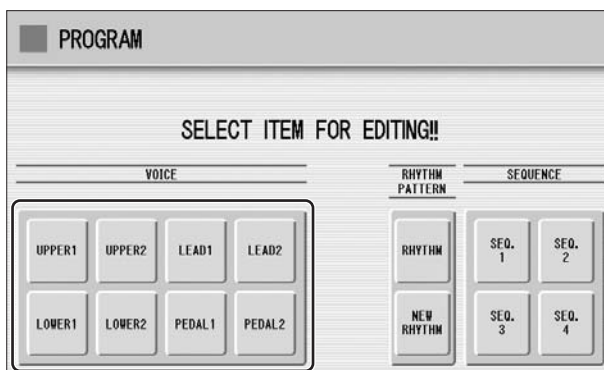 PROGRAM
SELECT ITEM FOR EDITING!!
VOICE
RHYTHM
PATTERN
SEQUENCE
UPPER1 UPPER2 LEAD1 LEAD2
LOWER1 LOWER2 PEDAL1 PEDAL2
RHYTHM
NEW
RHYTHM
SEQ.
1
SEQ.
2
SEQ.
3
SEQ.
4